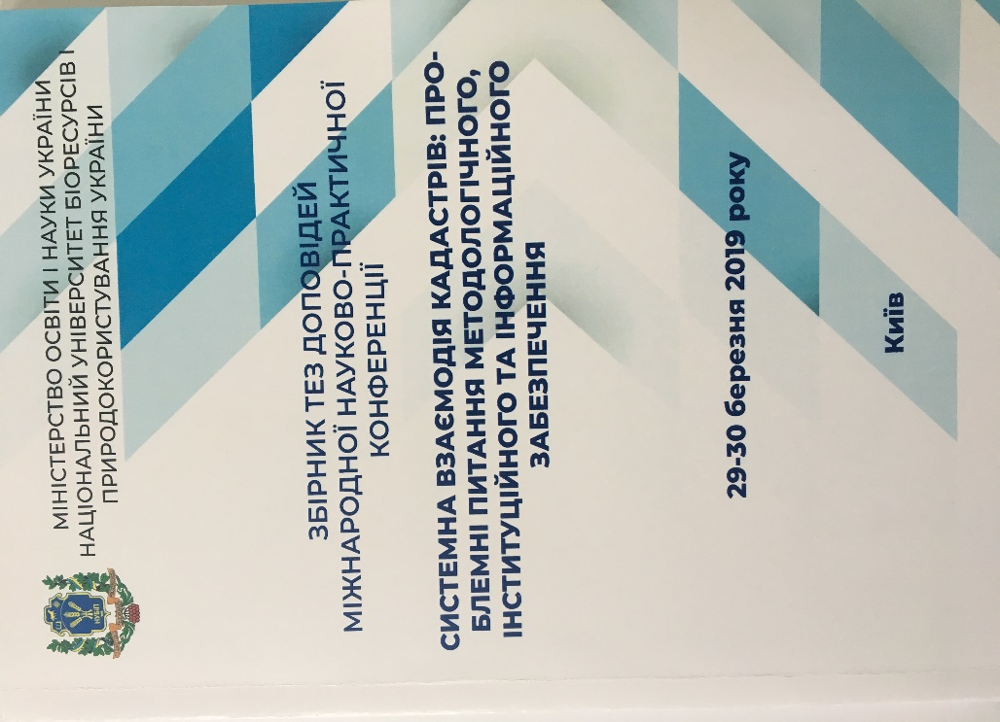 МІНІСТЕРСТВО ОСВІТИ І НАУКИ УКРАЇНИ
НАЦІОНАЛЬНИЙ УНІВЕРСИТЕТ БІОРЕСУРСІВ І
ПРИРОДОКОРИСТУВАННЯ УКРАЇНИ
НУБІП
ЗБІРНИК ТЕЗ ДОПОВІДЕЙ
МІЖНАРОДНОЇ НАУКОВО-ПРАКТИЧНОЇ
КОНФЕРЕНЦІЇ
СИСТЕМНА ВЗАЄМОДІЯ КАДАСТРІВ: ПРО-
БЛЕМНІ ПИТАННЯ МЕТОДОЛОГІЧНОГО,
ІНСТИТУЦІЙНОГО ТА ІНФОРМАЦІЙНОГО
ЗАБЕЗПЕЧЕННЯ
29-30 березня 2019 року
Київ